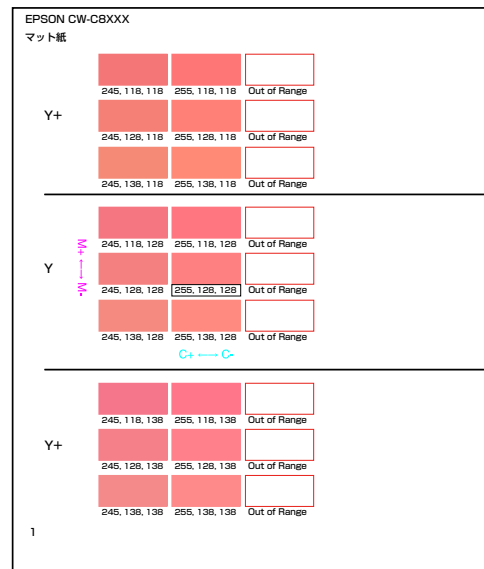 EPSON CW-C8XXX
マット紙
245, 118, 118 255, 118, 118 Out of Range
Y+
245, 128, 118 255, 128, 118 Out of Range
245, 138, 118 255, 138, 118 Out of Range
245, 118, 128 255, 118, 128 Out of Range
Y
M+ ←→ M-
245, 128, 128 255, 128, 128 Out of Range
245, 138, 128 255, 138, 128 Out of Range
C+ ←→ C-
245, 118, 138 255, 118, 138 Out of Range
Y+
245, 128, 138 255, 128, 138 Out of Range
245, 138, 138 255, 138, 138 Out of Range
1